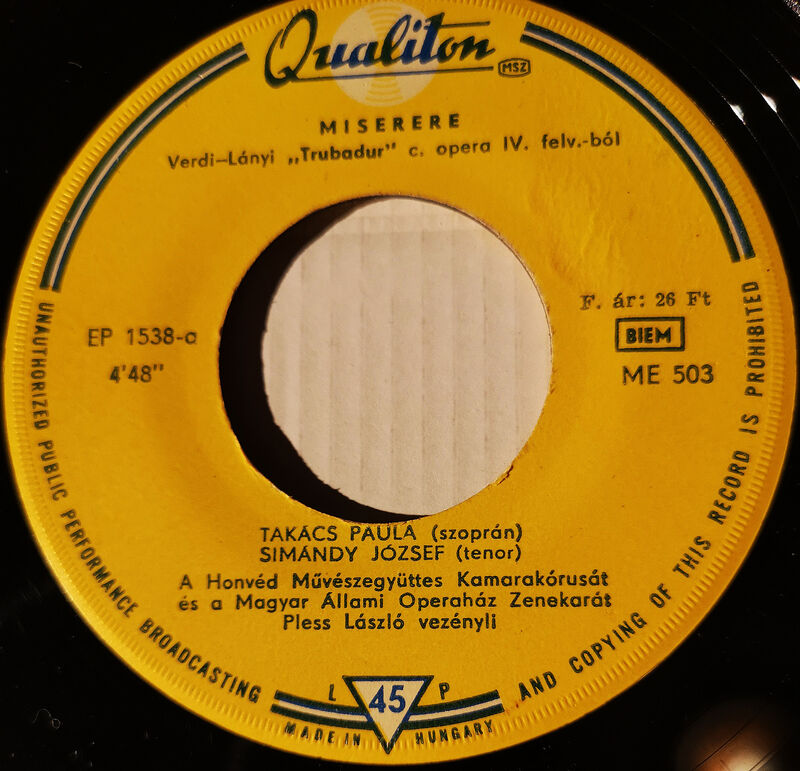 Qualiton
MSZ
MISERERE
Verdi–Lányi „Trubadur" c. opera IV. felv.-ból
EP 1538-a
4'48"
F. ár: 26 Ft
BIEM
ME 503
TAKÁCS PAULA (szoprán)
SIMÁNDY JÓZSEF (tenor)
A Honvéd Művészegyüttes Kamarakórusát
és a Magyar Állami Operaház Zenekarát
Pless László vezényli
L 45 P
MADE IN HUNGARY
UNAUTHORIZED PUBLIC PERFORMANCE BROADCASTING AND COPYING OF THIS RECORD IS PROHIBITED